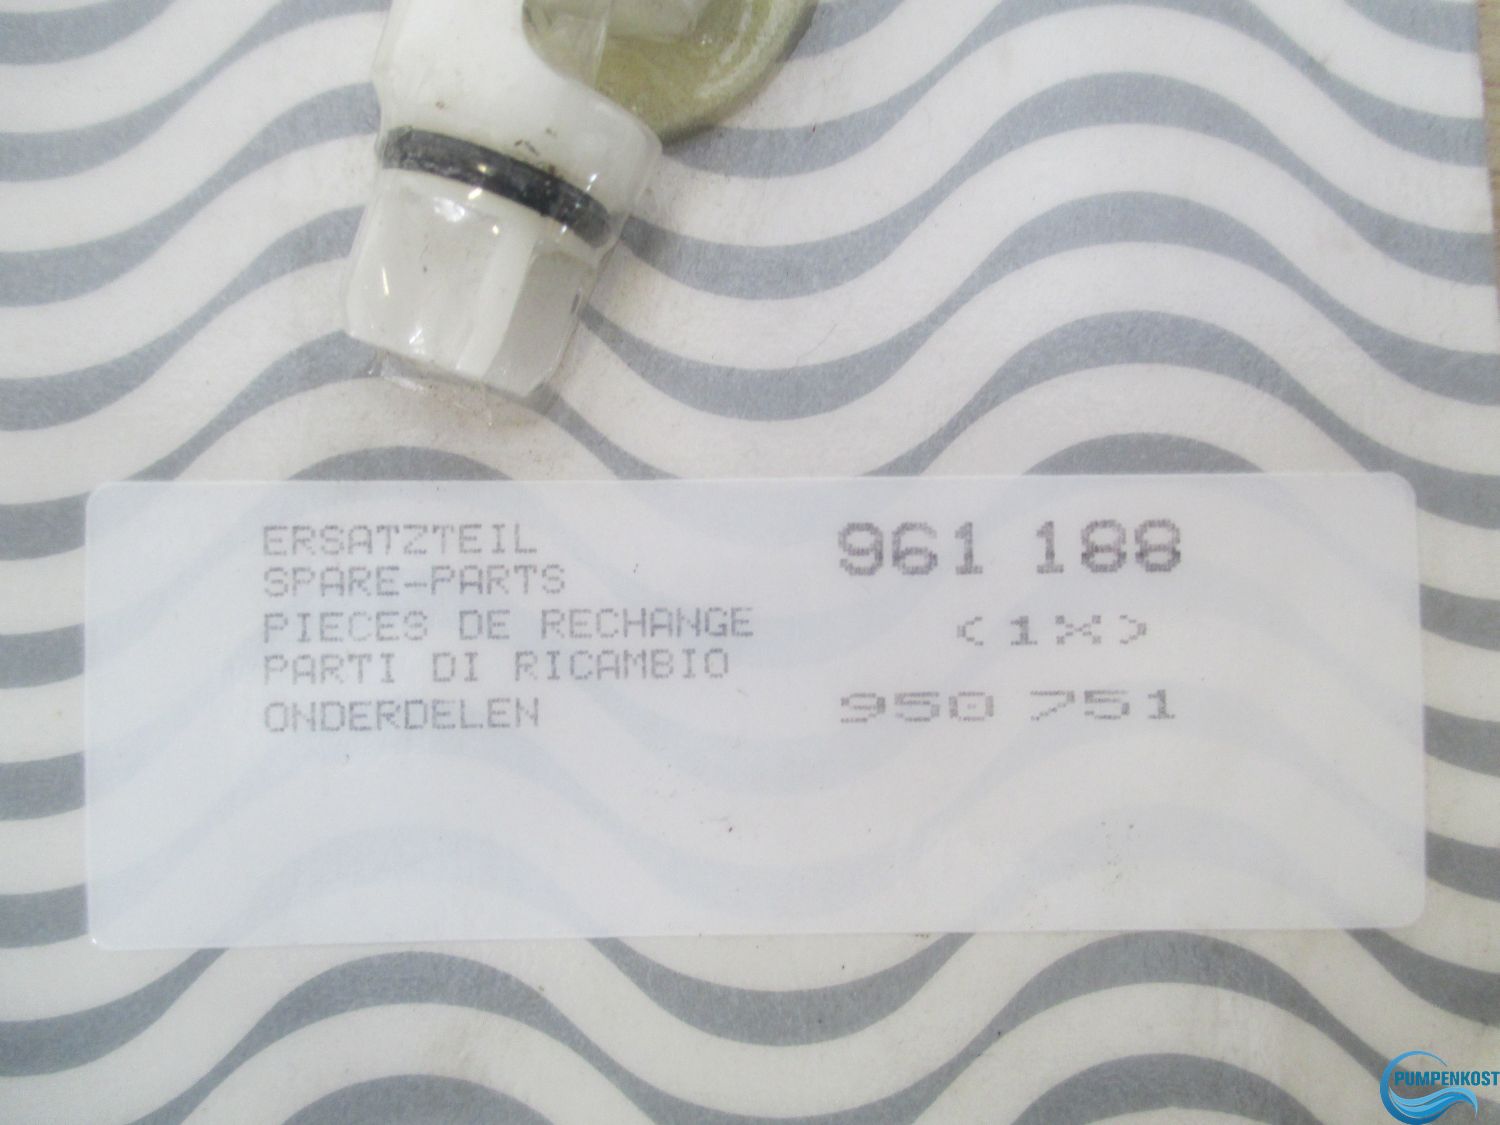 ERSATZTEIL
SPARE-PARTS
PIECES DE RECHANGE
PARTI DI RICAMBIO
ONDERDELEN
961 188
(1X)
950 751
PUMPENKOST